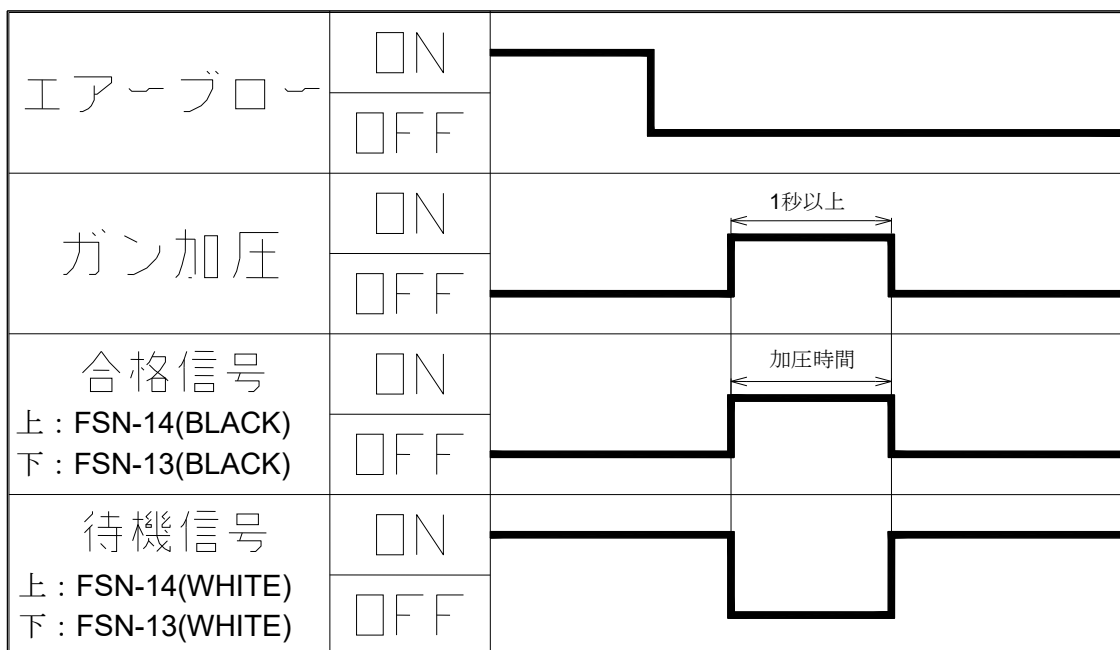 エアーブロー
ON
OFF
ガン加圧
ON
OFF
1秒以上
合格信号
上：FSN-14(BLACK)
下：FSN-13(BLACK)
ON
OFF
加圧時間
待機信号
上：FSN-14(WHITE)
下：FSN-13(WHITE)
ON
OFF